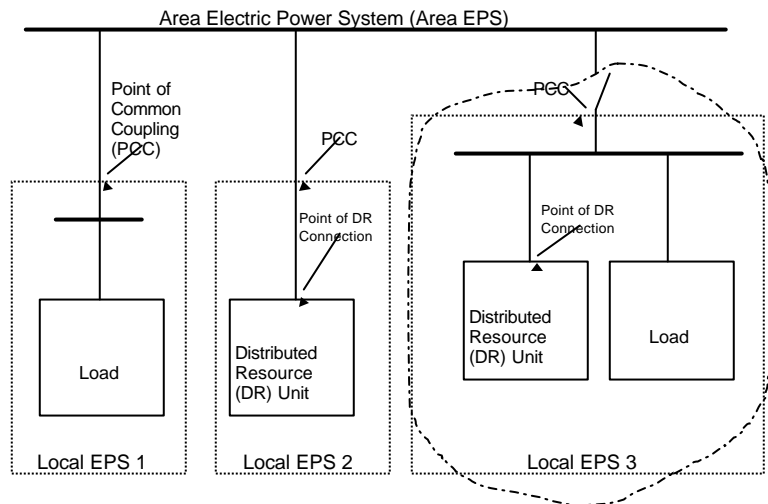 Area Electric Power System (Area EPS)
Point of
Common
Coupling
(PCC)
PCC
Point of DR
Connection
Load
Distributed
Resource
(DR) Unit
Local EPS 1
Local EPS 2
PCC
Point of DR
Connection
Distributed
Resource
(DR) Unit
Load
Local EPS 3